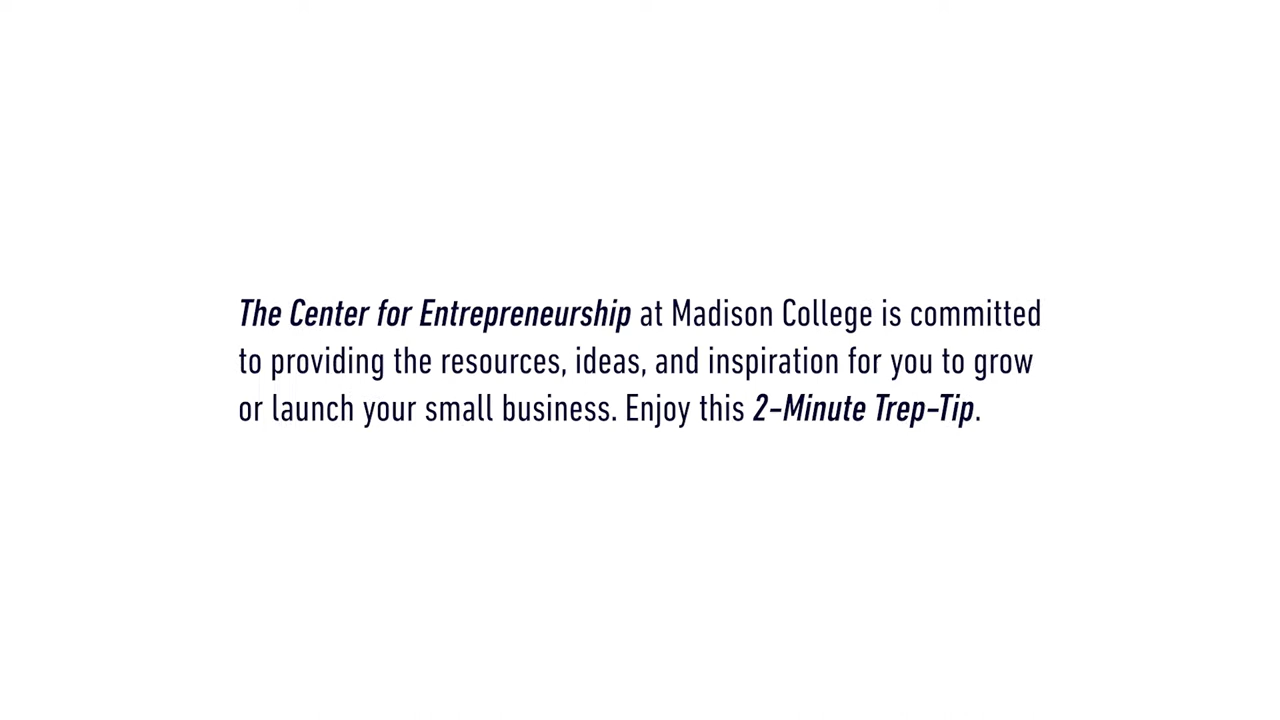 The Center for Entrepreneurship at Madison College is committed
to providing the resources, ideas, and inspiration for you to grow
or launch your small business. Enjoy this 2-Minute Trep-Tip.